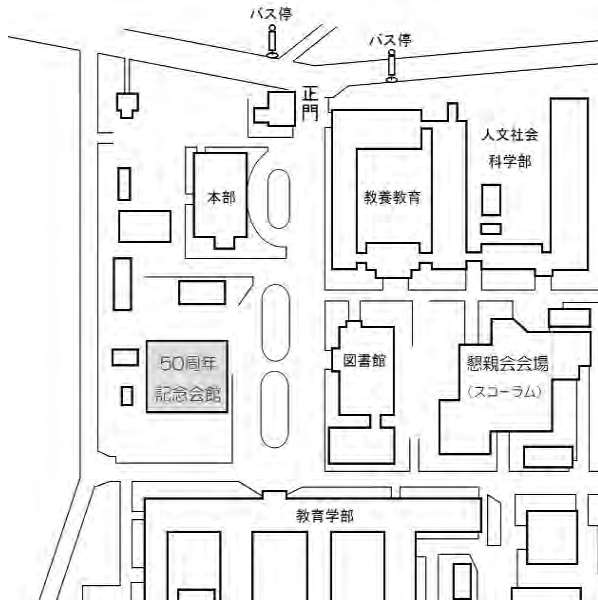 バス停
バス停
正門
人文社会
科学部
本部
教養教育
50周年
記念会館
図書館
懇親会会場
(スコーラム)
教育学部